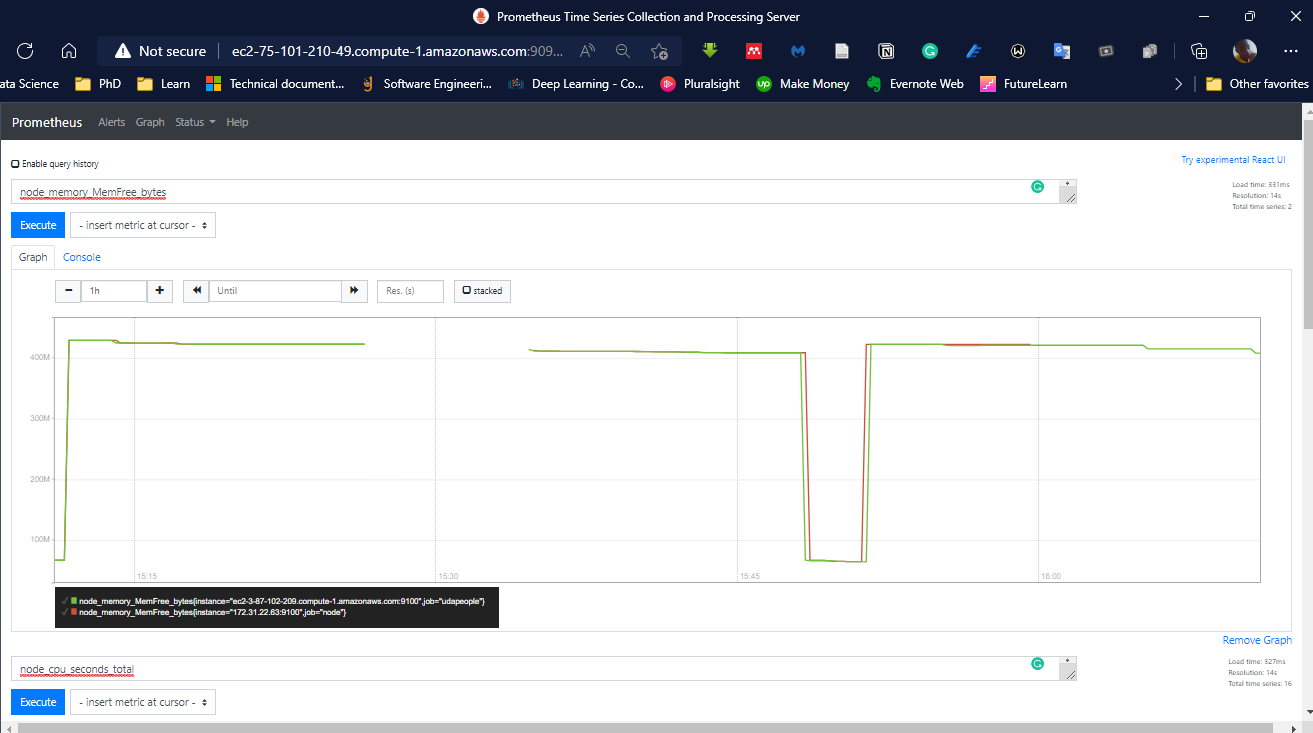 Prometheus Time Series Collection and Processing Server
Not secure ec2-75-101-210-49.compute-1.amazonaws.com:909...
ata Science PhD Learn Technical document... Software Engineeri... Deep Learning - Co... Pluralsight Make Money Evernote Web FutureLearn Other favorites
Prometheus Alerts Graph Status Help
Enable query history
Try experimental React UI
node_memory_MemFree_bytes
Load time: 331ms
Resolution: 14s
Total time series: 2
Execute - insert metric at cursor -
Graph Console
1h Until Res. (s) stacked
400M
300M
200M
100M
15:15 15:30 15:45 16:00
node_memory_MemFree_bytes{instance="ec2-3-87-102-209.compute-1.amazonaws.com:9100",job="udapeople"}
node_memory_MemFree_bytes{instance="172.31.22.63:9100",job="node"}
Remove Graph
node_cpu_seconds_total
Load time: 327ms
Resolution: 14s
Total time series: 16
Execute - insert metric at cursor -